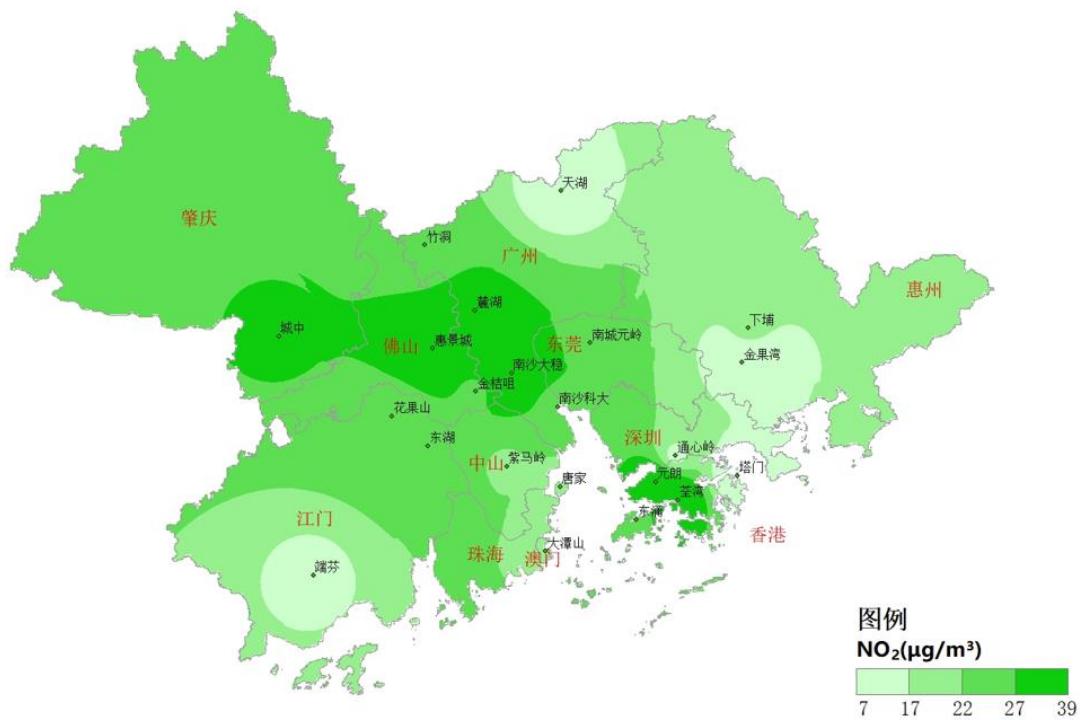 天湖
肇庆
竹洞
广州
惠州
麓湖
下埔
城中
佛山
惠景城
东莞
南城元岭
金果湾
南沙大稳
金桔咀
花果山
南沙科大
东湖
深圳
通心岭
中山
紫马岭
塔门
元朗
唐家
荃湾
江门
东涌
香港
大潭山
珠海
澳门
端芬
图例
NO₂(μg/m³)
7 17 22 27 39